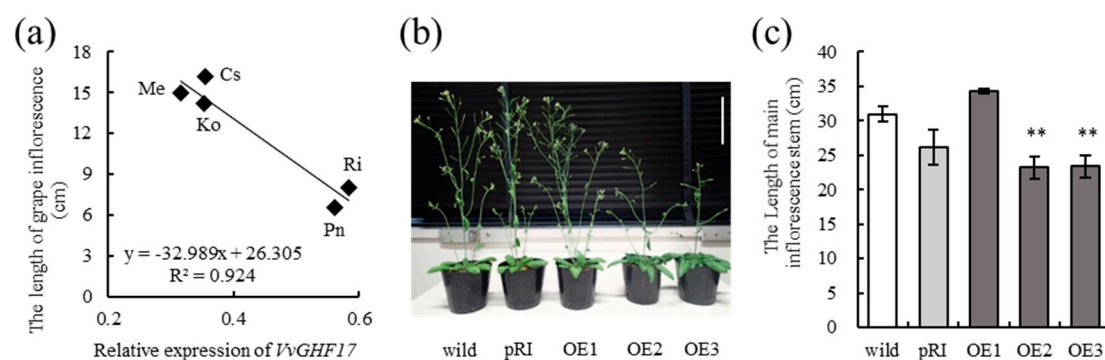 (a)
The length of grape inflorescence
(cm)
18
15
12
9
6
3
0
Me
Cs
Ko
Ri
Pn
y = -32.989x + 26.305
R² = 0.924
0.2
0.4
0.6
Relative expression of VvGHF17
(b)
wild
pRI
OE1
OE2
OE3
(c)
The Length of main
inflorescence stem (cm)
40
35
30
25
20
15
10
5
0
**
**
wild
pRI
OE1
OE2
OE3